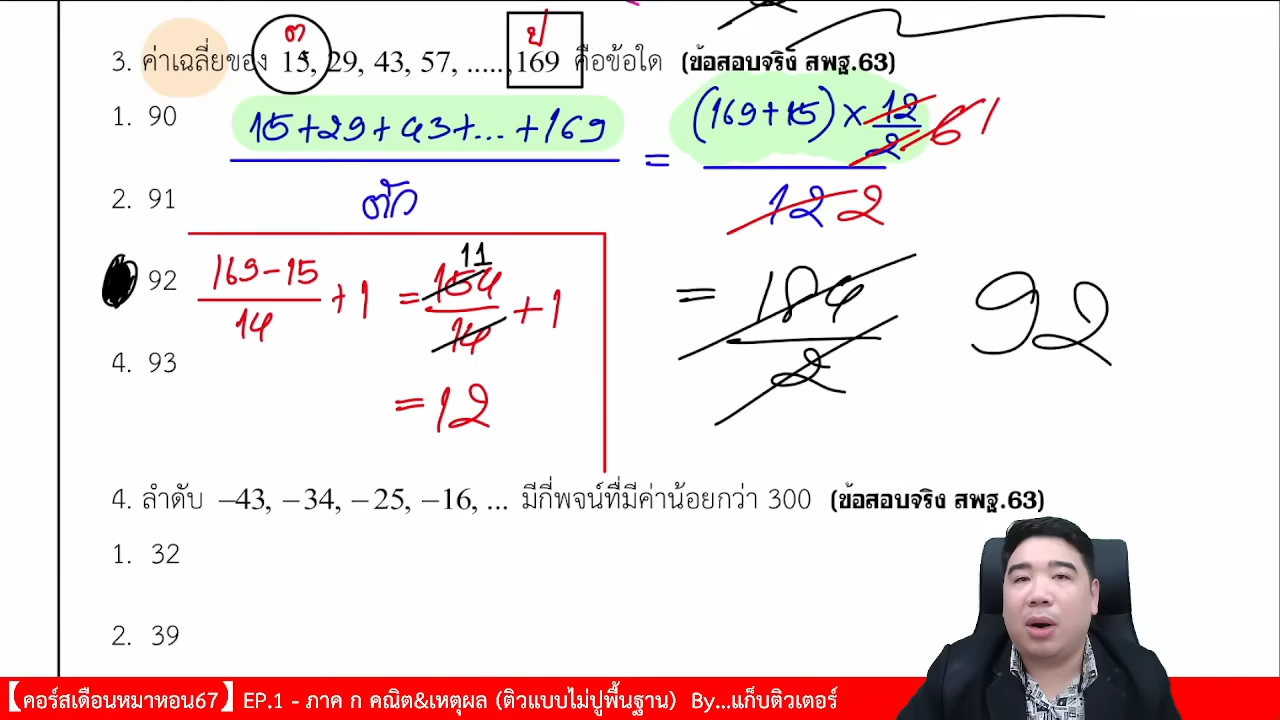 ต ป
3. ค่าเฉลี่ยของ 15, 29, 43, 57, .....,169 คือข้อใด (ข้อสอบจริง สพฐ.63)
1. 90
15+29+43+...+169 = (169+15)×12/2 6 1
ตัว 12 2
2. 91
92
169-15/14 +1 = 154/14 +1 11
= 184/2 92
4. 93
= 12
4. ลำดับ −43, −34, −25, −16, ... มีกี่พจน์ที่มีค่าน้อยกว่า 300 (ข้อสอบจริง สพฐ.63)
1. 32
2. 39
【คอร์สเดือนหมาหอน67】 EP.1 - ภาค ก คณิต&เหตุผล (ติวแบบไม่ปูพื้นฐาน) By...แก็บติวเตอร์